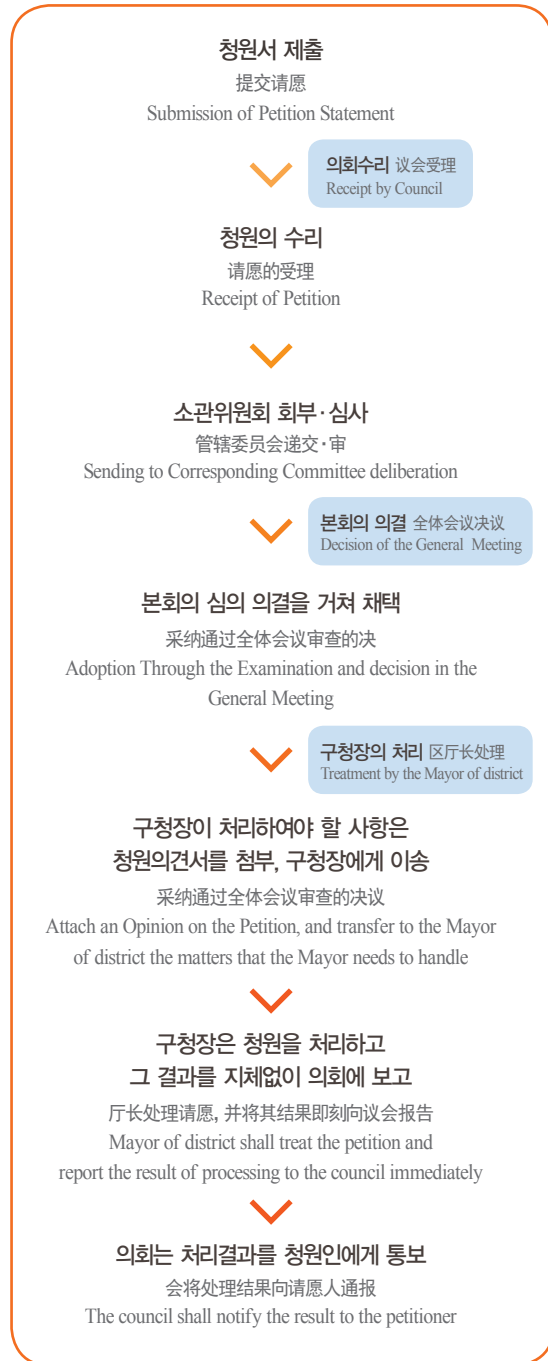 청원서 제출
提交请愿
Submission of Petition Statement
의회수리 议会受理
Receipt by Council
청원의 수리
请愿的受理
Receipt of Petition
소관위원회 회부·심사
管辖委员会递交·审
Sending to Corresponding Committee deliberation
본회의 의결 全体会议决议
Decision of the General Meeting
본회의 심의 의결을 거쳐 채택
采纳通过全体会议审查的决
Adoption Through the Examination and decision in the
General Meeting
구청장의 처리 区厅长处理
Treatment by the Mayor of district
구청장이 처리하여야 할 사항은
청원의견서를 첨부, 구청장에게 이송
采纳通过全体会议审查的决议
Attach an Opinion on the Petition, and transfer to the Mayor
of district the matters that the Mayor needs to handle
구청장은 청원을 처리하고
그 결과를 지체없이 의회에 보고
厅长处理请愿, 并将其结果即刻向议会报告
Mayor of district shall treat the petition and
report the result of processing to the council immediately
의회는 처리결과를 청원인에게 통보
会将处理结果向请愿人通报
The council shall notify the result to the petitioner